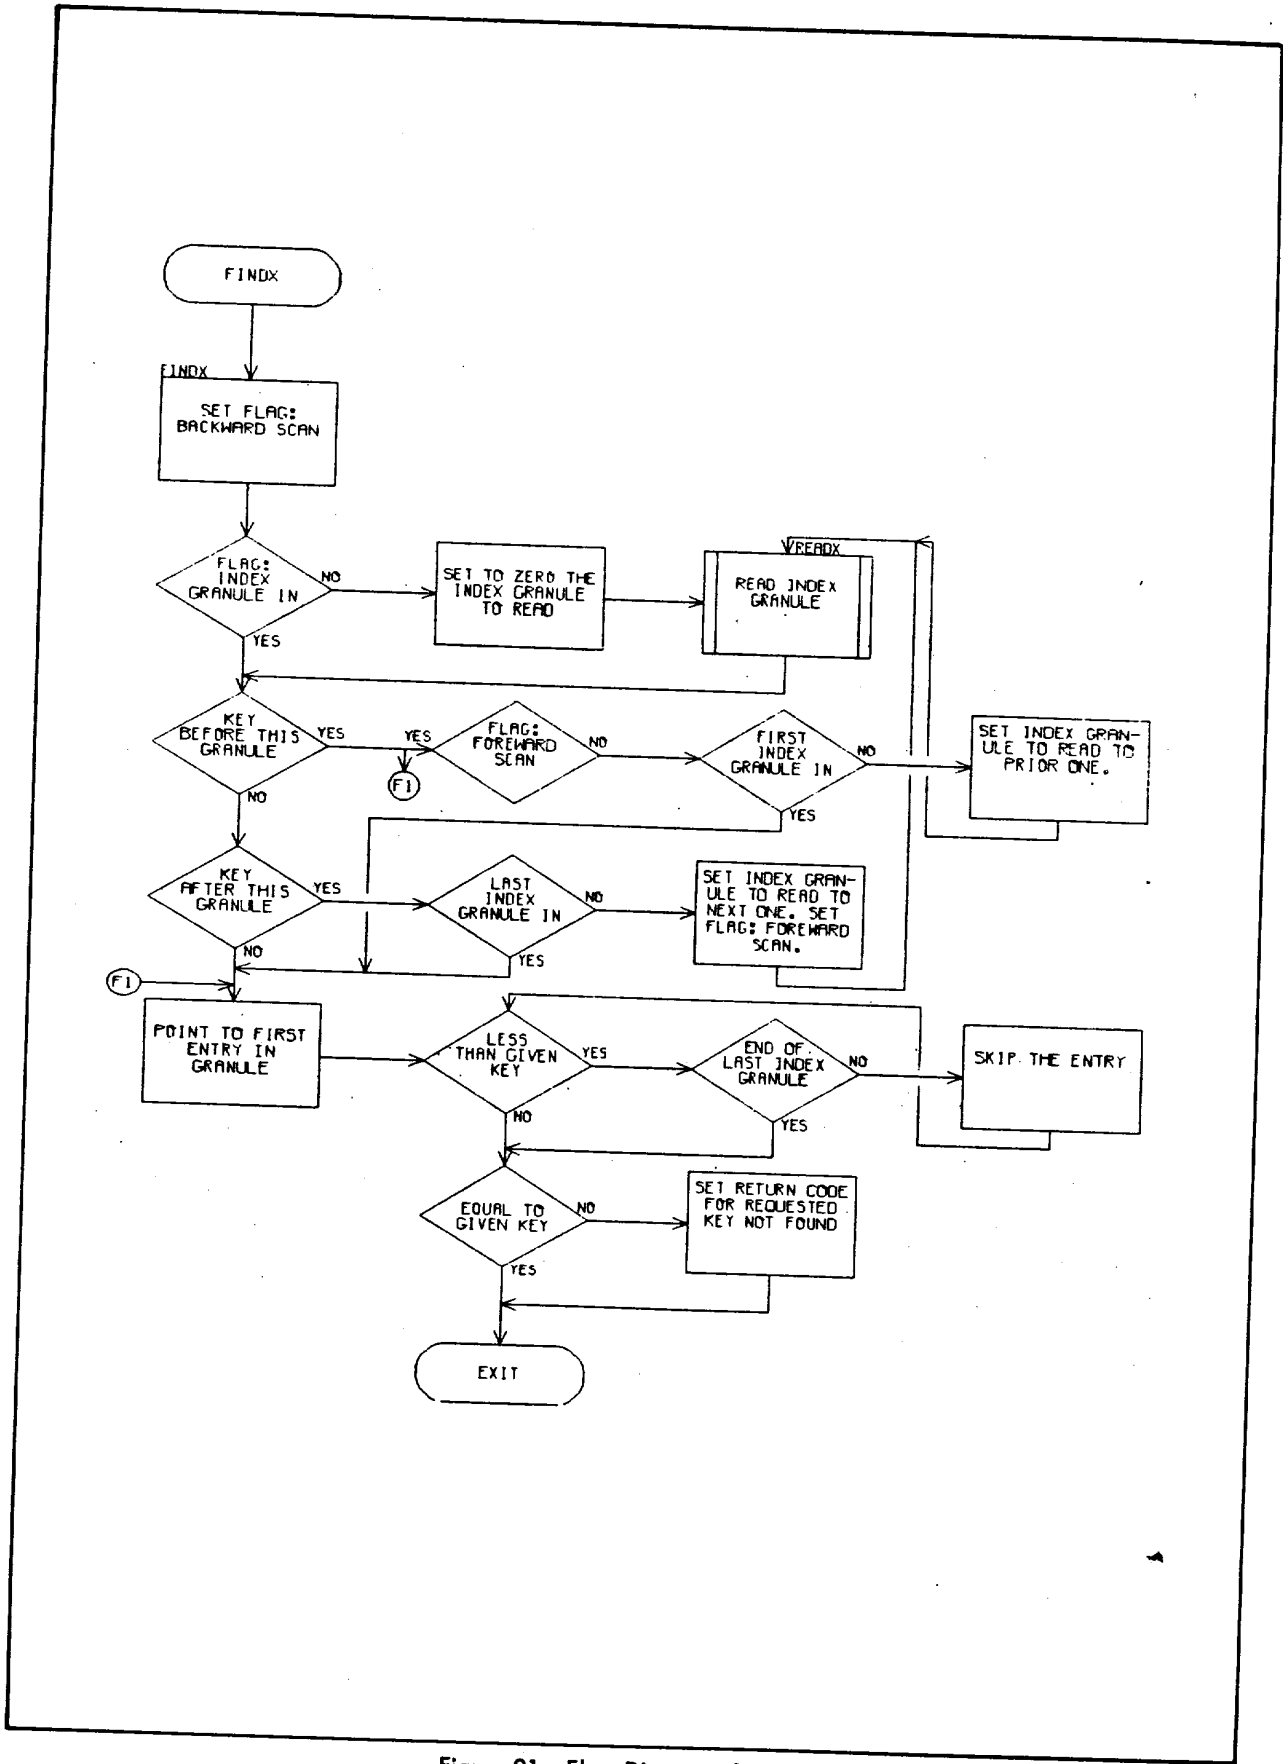 FINDX
FINDX
SET FLAG:
BACKWARD SCAN
FLAG:
INDEX
GRANULE IN
NO
YES
SET TO ZERO THE
INDEX GRANULE
TO READ
READX
READ INDEX
GRANULE
KEY
BEFORE THIS
GRANULE
YES
NO
YES
F1
FLAG:
FOREWARD
SCAN
NO
FIRST
INDEX
GRANULE IN
NO
YES
SET INDEX GRAN-
ULE TO READ TO
PRIOR ONE.
KEY
AFTER THIS
GRANULE
YES
NO
LAST
INDEX
GRANULE IN
NO
YES
SET INDEX GRAN-
ULE TO READ TO
NEXT ONE. SET
FLAG: FOREWARD
SCAN.
F1
POINT TO FIRST
ENTRY IN
GRANULE
LESS
THAN GIVEN
KEY
YES
NO
END OF
LAST INDEX
GRANULE
NO
YES
SKIP THE ENTRY
EQUAL TO
GIVEN KEY
NO
YES
SET RETURN CODE
FOR REQUESTED
KEY NOT FOUND
EXIT